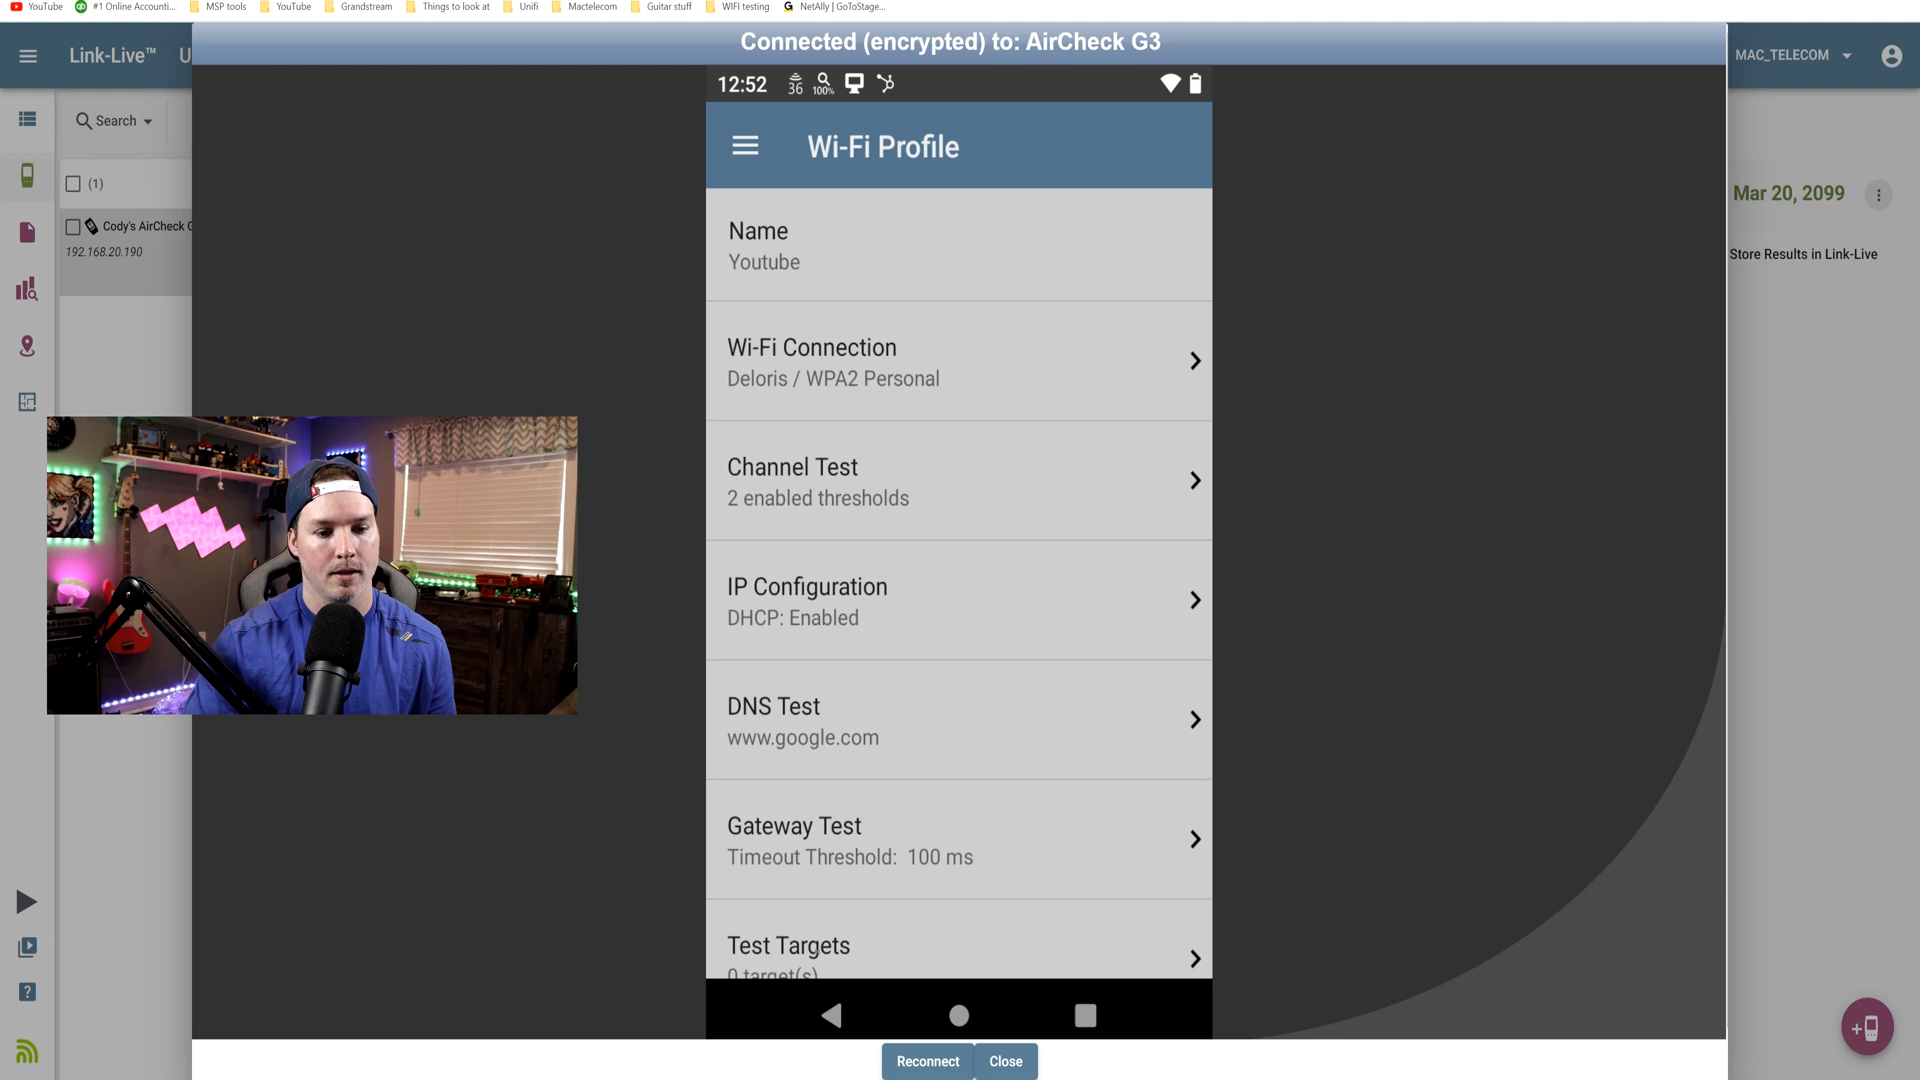 YouTube
#1 Online Accounti...
MSP tools
YouTube
Grandstream
Things to look at
Unifi
Mactelecom
Guitar stuff
WIFI testing
NetAlly | GoToStage...
Connected (encrypted) to: AirCheck G3
Link-Live™
U
MAC_TELECOM
12:52
36
100%
Wi-Fi Profile
Search
(1)
Cody's AirCheck G
192.168.20.190
Mar 20, 2099
Store Results in Link-Live
Name
Youtube
Wi-Fi Connection
Deloris / WPA2 Personal
Channel Test
2 enabled thresholds
IP Configuration
DHCP: Enabled
DNS Test
www.google.com
Gateway Test
Timeout Threshold: 100 ms
Test Targets
0 target(s)
Reconnect
Close